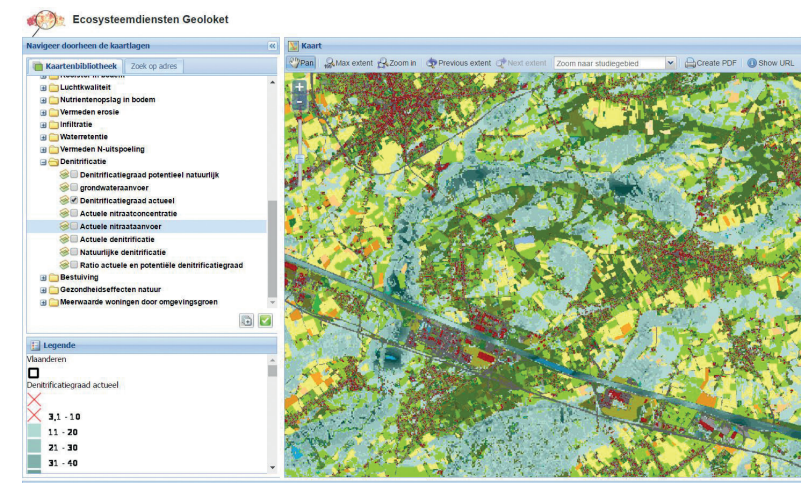 Ecosysteemdiensten Geoloket
Navigeer doorheen de kaartlagen
Kaartenbibliotheek
Zoek op adres
in bodem
Luchtkwaliteit
Nutrientenopslag in bodem
Vermeden erosie
Infiltratie
Waterretentie
Vermeden N-uitspoeling
Denitrificatie
Denitrificatiegraad potentieel natuurlijk
grondwateraanvoer
Denitrificatiegraad actueel
Actuele nitraatconcentratie
Actuele nitraataanvoer
Actuele denitrificatie
Natuurlijke denitrificatie
Ratio actuele en potentiële denitrificatiegraad
Bestuiving
Gezondheidseffecten natuur
Meerwaarde woningen door omgevingsgroen
Legende
Vlaanderen
Denitrificatiegraad actueel
3,1 - 10
11 - 20
21 - 30
31 - 40
Kaart
Pan Max extent Zoom in Previous extent Next extent Zoom naar studiegebied Create PDF Show URL